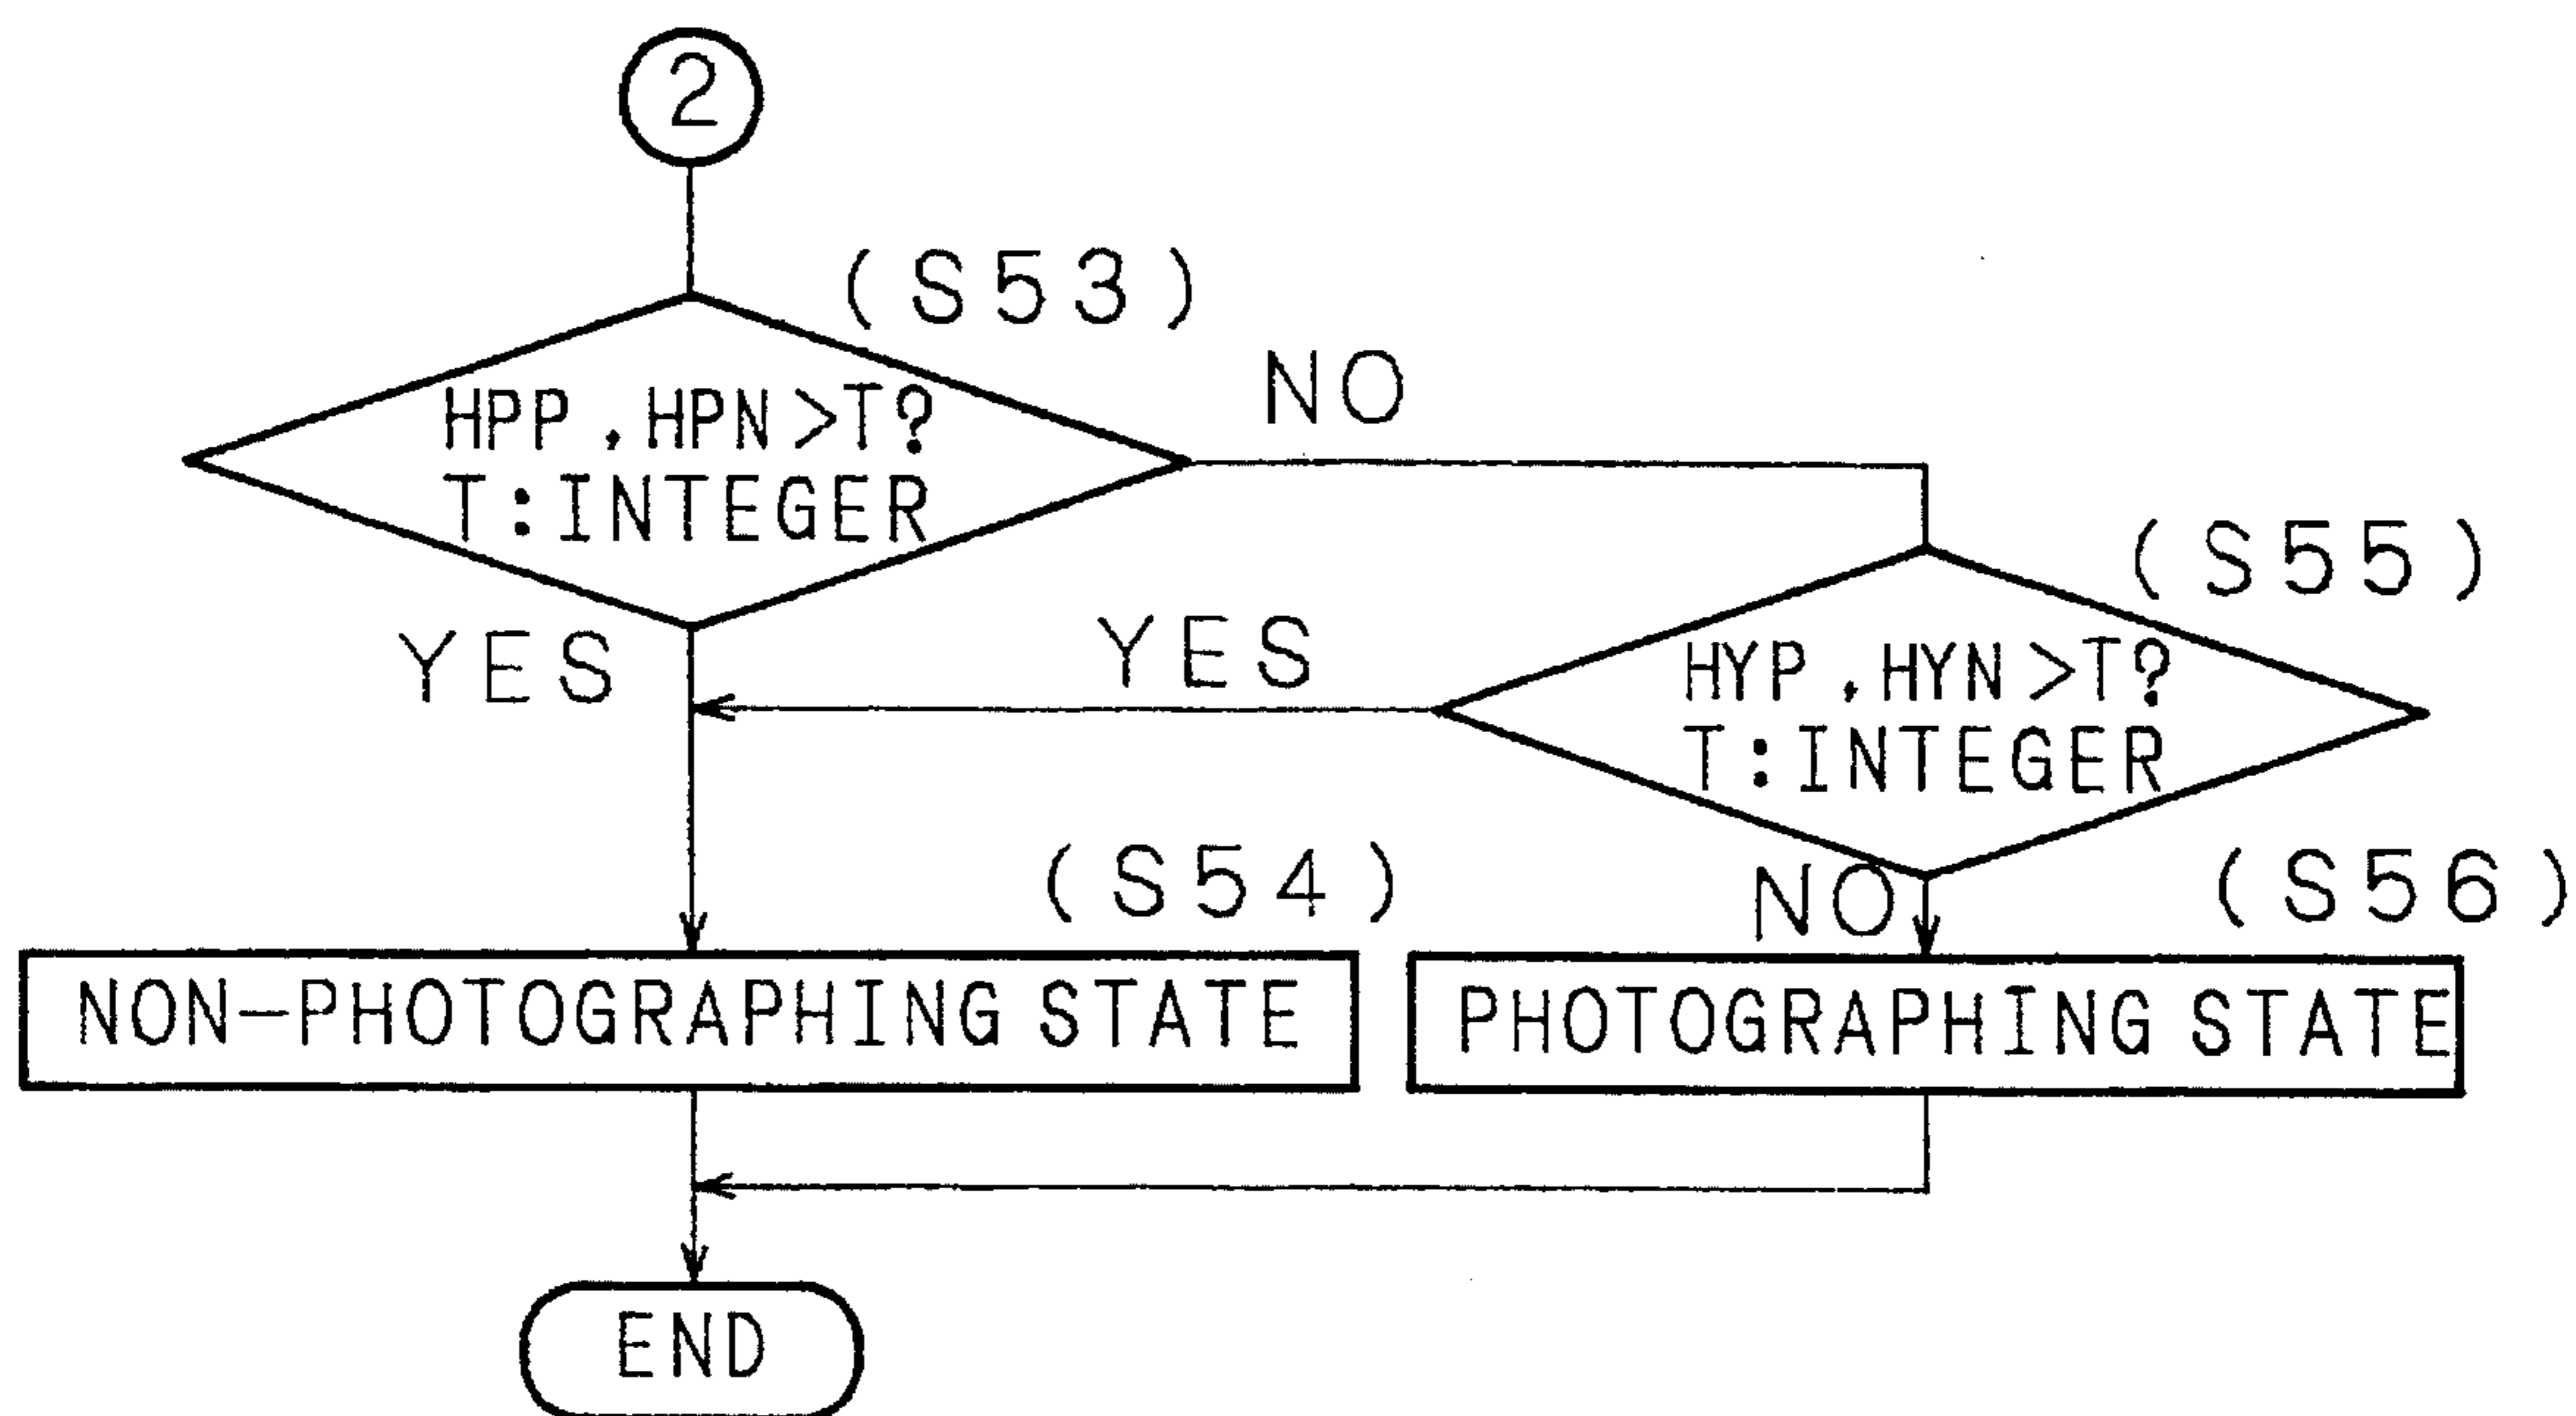 2
(S53)
HPP,HPN>T?
T:INTEGER
NO
(S55)
YES
YES
HYP,HYN>T?
T:INTEGER
(S54)
NO
(S56)
NON-PHOTOGRAPHING STATE
PHOTOGRAPHING STATE
END